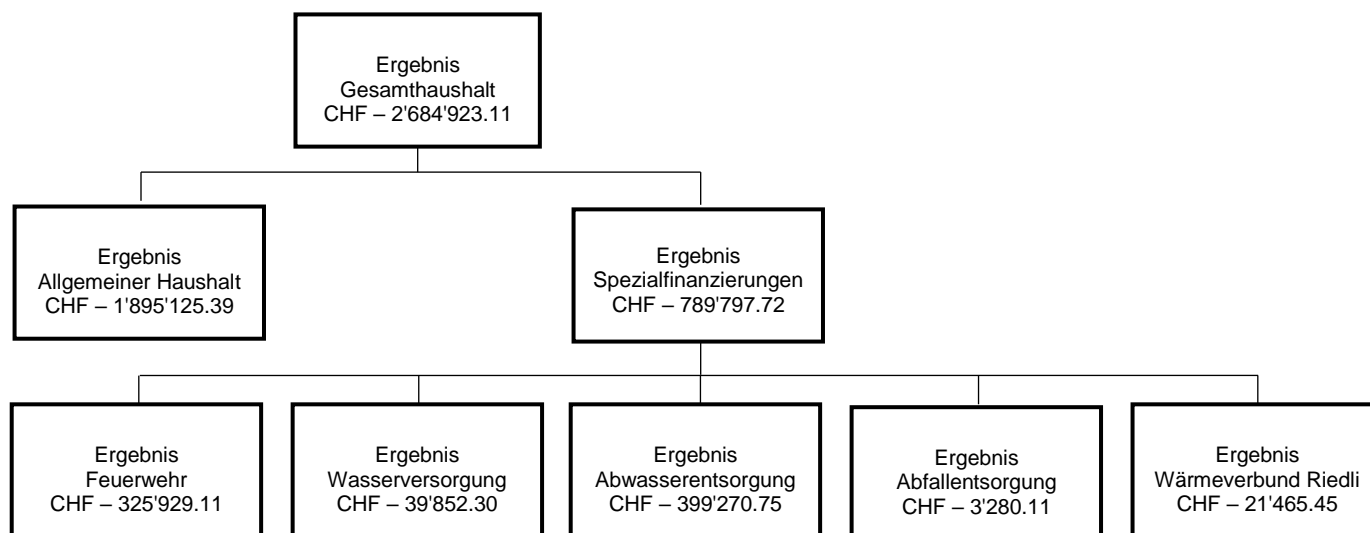 Ergebnis
Gesamthaushalt
CHF – 2'684'923.11
Ergebnis
Allgemeiner Haushalt
CHF – 1'895'125.39
Ergebnis
Spezialfinanzierungen
CHF – 789'797.72
Ergebnis
Feuerwehr
CHF – 325'929.11
Ergebnis
Wasserversorgung
CHF – 39'852.30
Ergebnis
Abwasserentsorgung
CHF – 399'270.75
Ergebnis
Abfallentsorgung
CHF – 3'280.11
Ergebnis
Wärmeverbund Riedli
CHF – 21'465.45